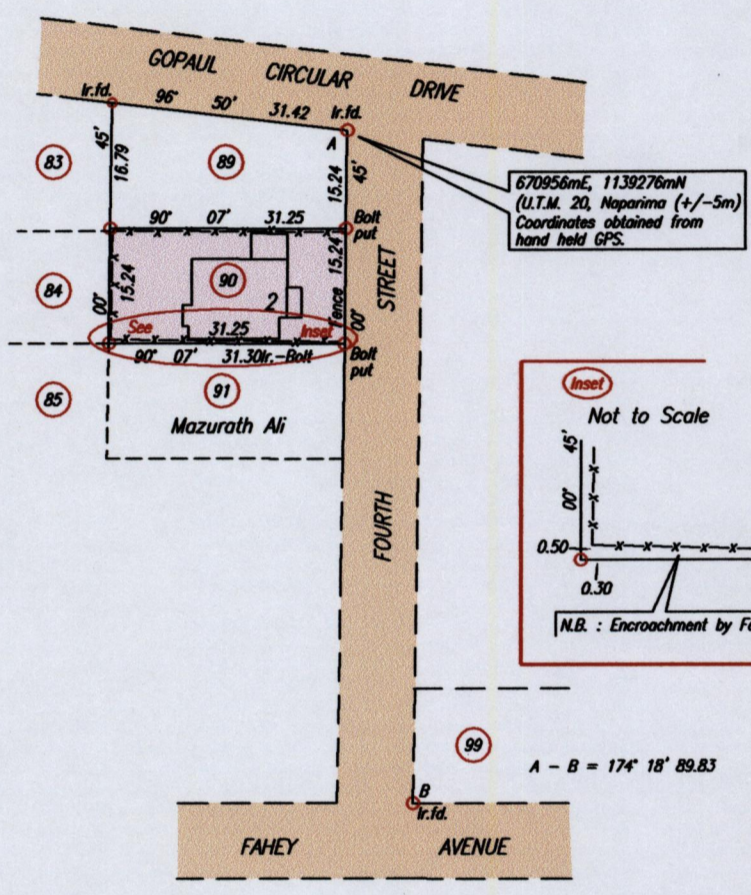 GOPAUL CIRCULAR DRIVE
Ir.fd.
96° 50' 31.42
Ir.fd.
A
45'
16.79
83
89
15.24
45'
670956mE, 1139276mN
(U.T.M. 20, Naparima (+/-5m)
Coordinates obtained from
hand held GPS.
90° 07' 31.25
Bolt
put
84
00'
15.24
90
2
15.24
Fence
00'
STREET
See
31.25
Inset
90° 07' 31.30Ir.-Bolt
Bolt
put
85
91
Mazurath Ali
Inset
Not to Scale
45'
00'
0.50
0.30
N.B. : Encroachment by
FOURTH
99
A - B = 174° 18' 89.83
B
Ir.fd.
FAHEY AVENUE